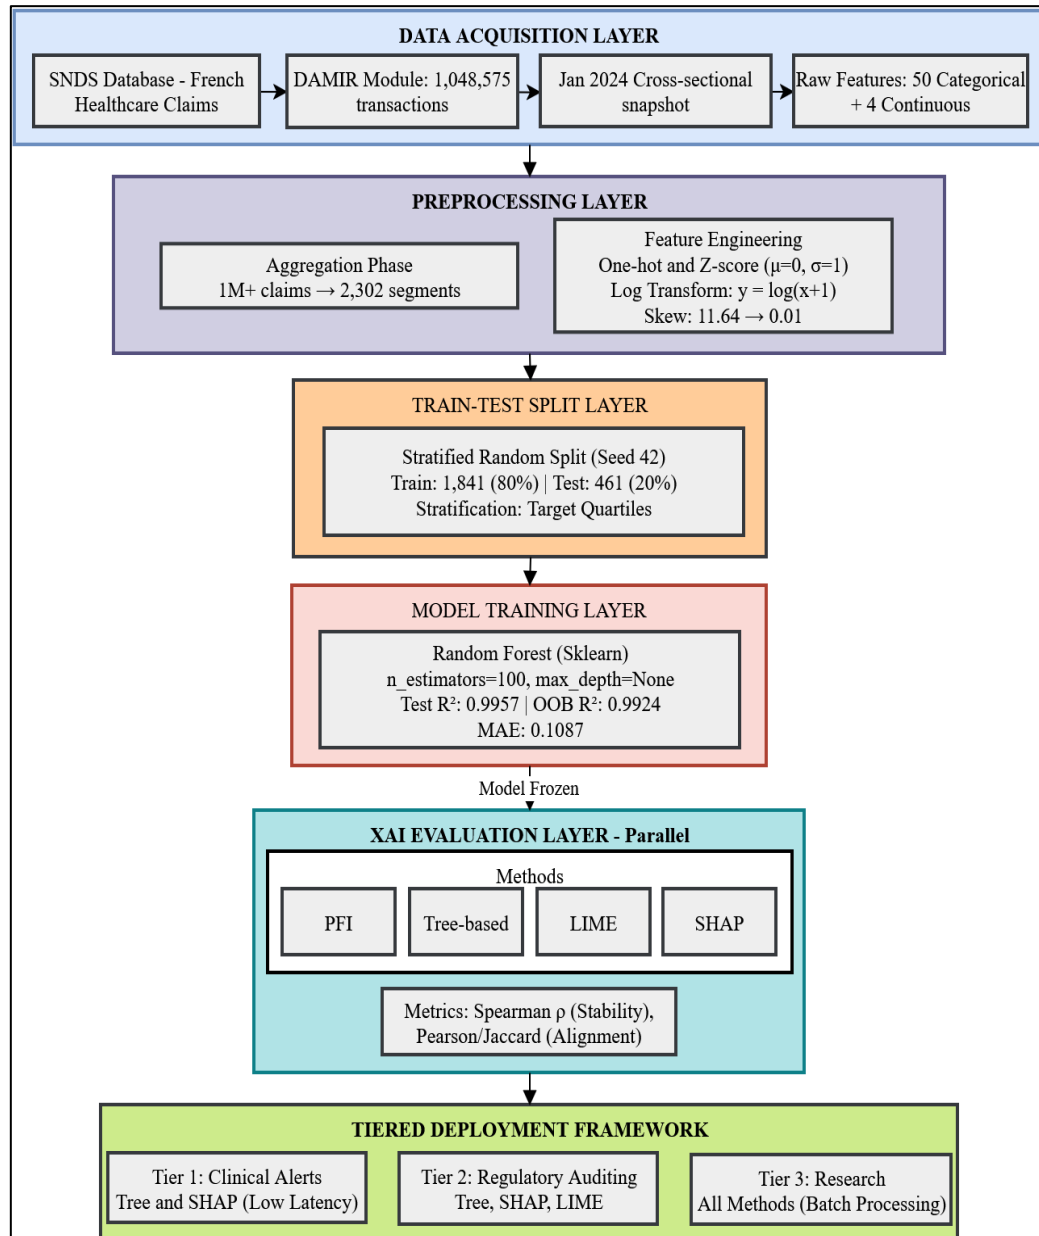 DATA ACQUISITION LAYER
SNDS Database - French
Healthcare Claims
DAMIR Module: 1,048,575
transactions
Jan 2024 Cross-sectional
snapshot
Raw Features: 50 Categorical
+ 4 Continuous
PREPROCESSING LAYER
Aggregation Phase
1M+ claims → 2,302 segments
Feature Engineering
One-hot and Z-score (μ=0, σ=1)
Log Transform: y = log(x+1)
Skew: 11.64 → 0.01
TRAIN-TEST SPLIT LAYER
Stratified Random Split (Seed 42)
Train: 1,841 (80%) | Test: 461 (20%)
Stratification: Target Quartiles
MODEL TRAINING LAYER
Random Forest (Sklearn)
n_estimators=100, max_depth=None
Test R²: 0.9957 | OOB R²: 0.9924
MAE: 0.1087
Model Frozen
XAI EVALUATION LAYER - Parallel
Methods
PFI
Tree-based
LIME
SHAP
Metrics: Spearman ρ (Stability),
Pearson/Jaccard (Alignment)
TIERED DEPLOYMENT FRAMEWORK
Tier 1: Clinical Alerts
Tree and SHAP (Low Latency)
Tier 2: Regulatory Auditing
Tree, SHAP, LIME
Tier 3: Research
All Methods (Batch Processing)